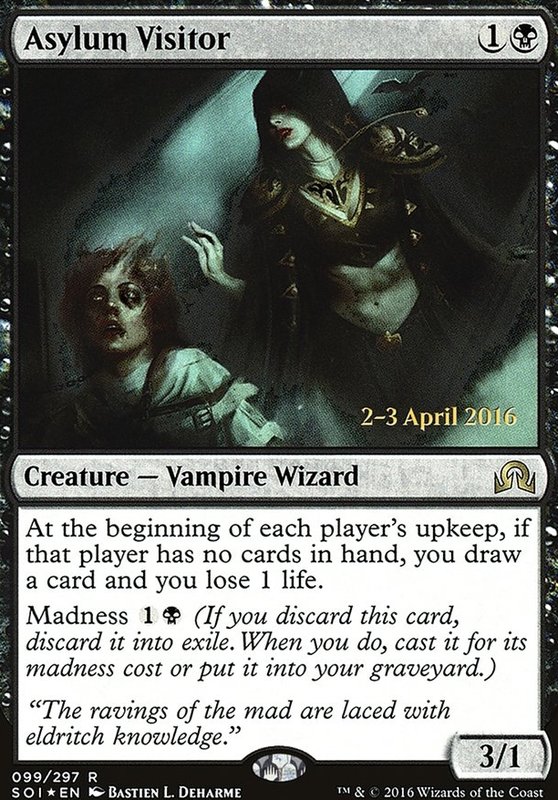 Asylum Visitor 1
2–3 April 2016
Creature — Vampire Wizard
At the beginning of each player's upkeep, if
that player has no cards in hand, you draw
a card and you lose 1 life.
Madness 1 (If you discard this card,
discard it into exile. When you do, cast it for its
madness cost or put it into your graveyard.)
"The ravings of the mad are laced with
eldritch knowledge."
099/297 R
SOI★EN Bastien L. Deharme
3/1
™ & © 2016 Wizards of the Coast